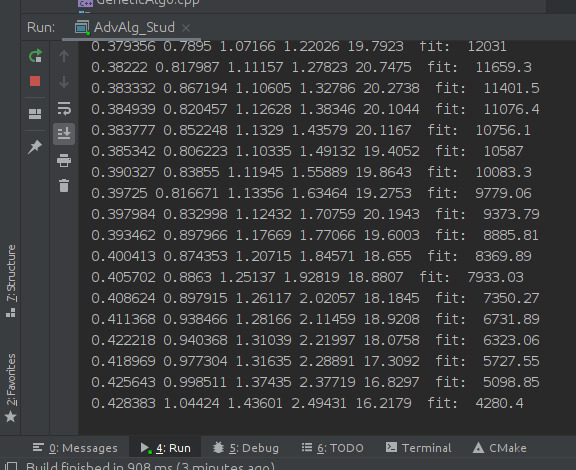 GeneticAlgo.cpp
Run: AdvAlg_Stud
0.379356 0.7895 1.07166 1.22026 19.7923 fit: 12031
0.38222 0.817987 1.11157 1.27823 20.7475 fit: 11659.3
0.383332 0.867194 1.10605 1.32786 20.2738 fit: 11401.5
0.384939 0.820457 1.12628 1.38346 20.1044 fit: 11076.4
0.383777 0.852248 1.1329 1.43579 20.1167 fit: 10756.1
0.385342 0.806223 1.10335 1.49132 19.4052 fit: 10587
0.390327 0.83855 1.11945 1.55889 19.8643 fit: 10083.3
0.39725 0.816671 1.13356 1.63464 19.2753 fit: 9779.06
0.397984 0.832998 1.12432 1.70759 20.1943 fit: 9373.79
0.393462 0.897966 1.17669 1.77066 19.6003 fit: 8885.81
0.400413 0.874353 1.20715 1.84571 18.655 fit: 8369.89
0.405702 0.8863 1.25137 1.92819 18.8807 fit: 7933.03
0.408624 0.897915 1.26117 2.02057 18.1845 fit: 7350.27
0.411368 0.938466 1.28166 2.11459 18.9208 fit: 6731.89
0.422218 0.940368 1.31039 2.21997 18.0758 fit: 6323.06
0.418969 0.977304 1.31635 2.28891 17.3092 fit: 5727.55
0.425643 0.998511 1.37435 2.37719 16.8297 fit: 5098.85
0.428383 1.04424 1.43601 2.49431 16.2179 fit: 4280.4
7: Structure
2: Favorites
0: Messages 4: Run 5: Debug 6: TODO Terminal CMake
Build finished in 908 ms (3 minutes ago)